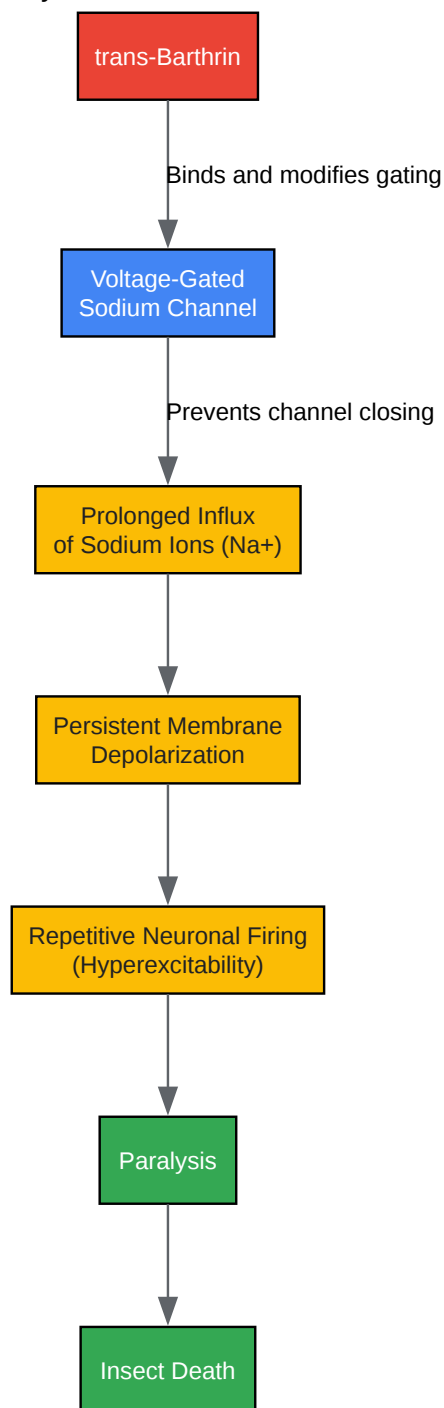 trans-Barthrin
Binds and modifies gating
Voltage-Gated
Sodium Channel
Prevents channel closing
Prolonged Influx
of Sodium Ions (Na+)
Persistent Membrane
Depolarization
Repetitive Neuronal Firing
(Hyperexcitability)
Paralysis
Insect Death